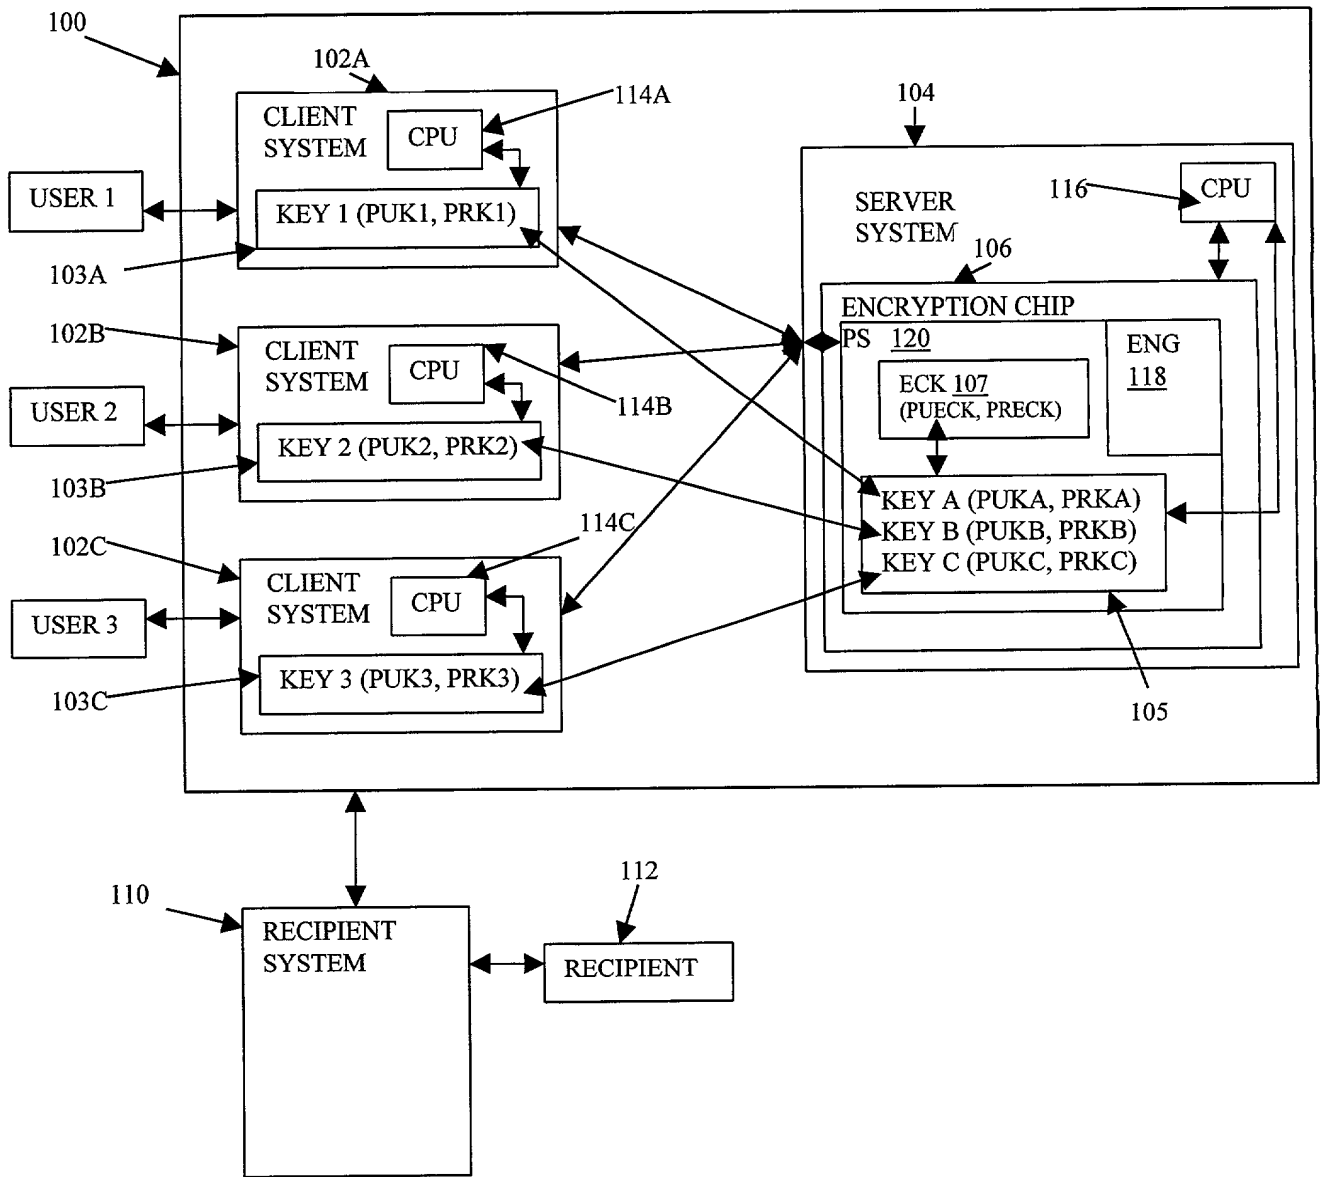 100
102A
114A
104
CLIENT
SYSTEM
CPU
USER 1
KEY 1 (PUK1, PRK1)
103A
116
CPU
SERVER
SYSTEM
106
ENCRYPTION CHIP
PS 120
ENG
118
ECK 107
(PUECK, PRECK)
102B
CLIENT
SYSTEM
CPU
114B
USER 2
KEY 2 (PUK2, PRK2)
103B
KEY A (PUKA, PRKA)
KEY B (PUKB, PRKB)
KEY C (PUKC, PRKC)
105
102C
114C
CLIENT
SYSTEM
CPU
USER 3
KEY 3 (PUK3, PRK3)
103C
110
RECIPIENT
SYSTEM
112
RECIPIENT